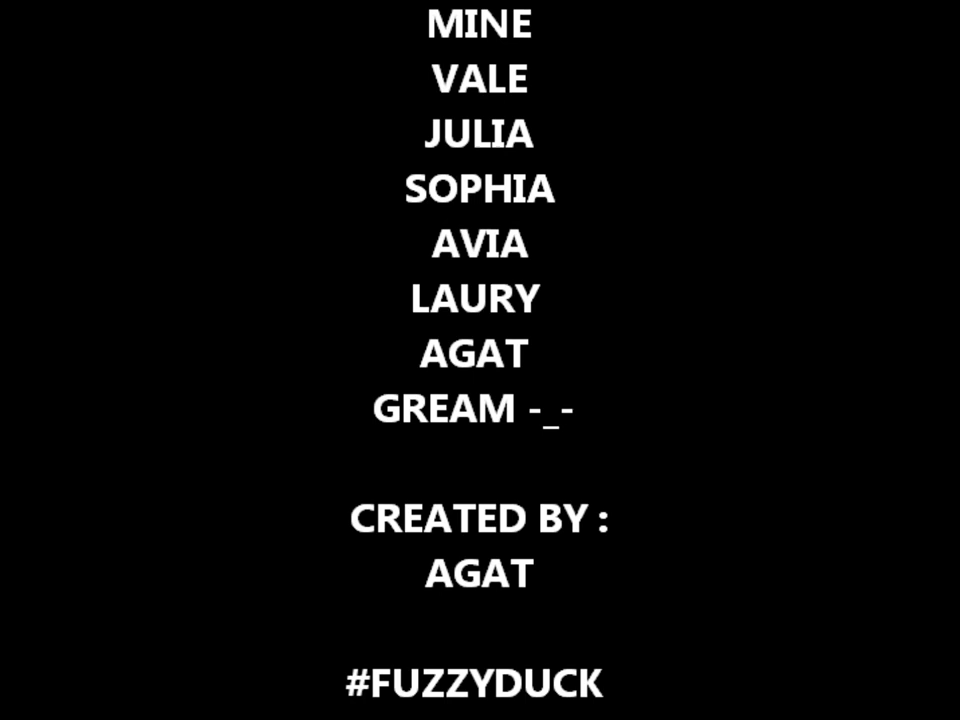 MINE
VALE
JULIA
SOPHIA
AVIA
LAURY
AGAT
GREAM -_-
CREATED BY :
AGAT
#FUZZYDUCK